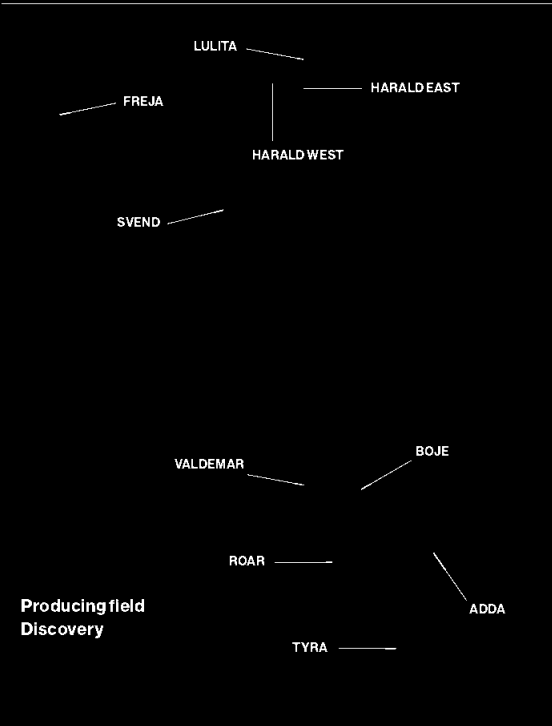 LULITA
HARALD EAST
FREJA
HARALD WEST
SVEND
BOJE
VALDEMAR
ROAR
Producing field
ADDA
Discovery
TYRA